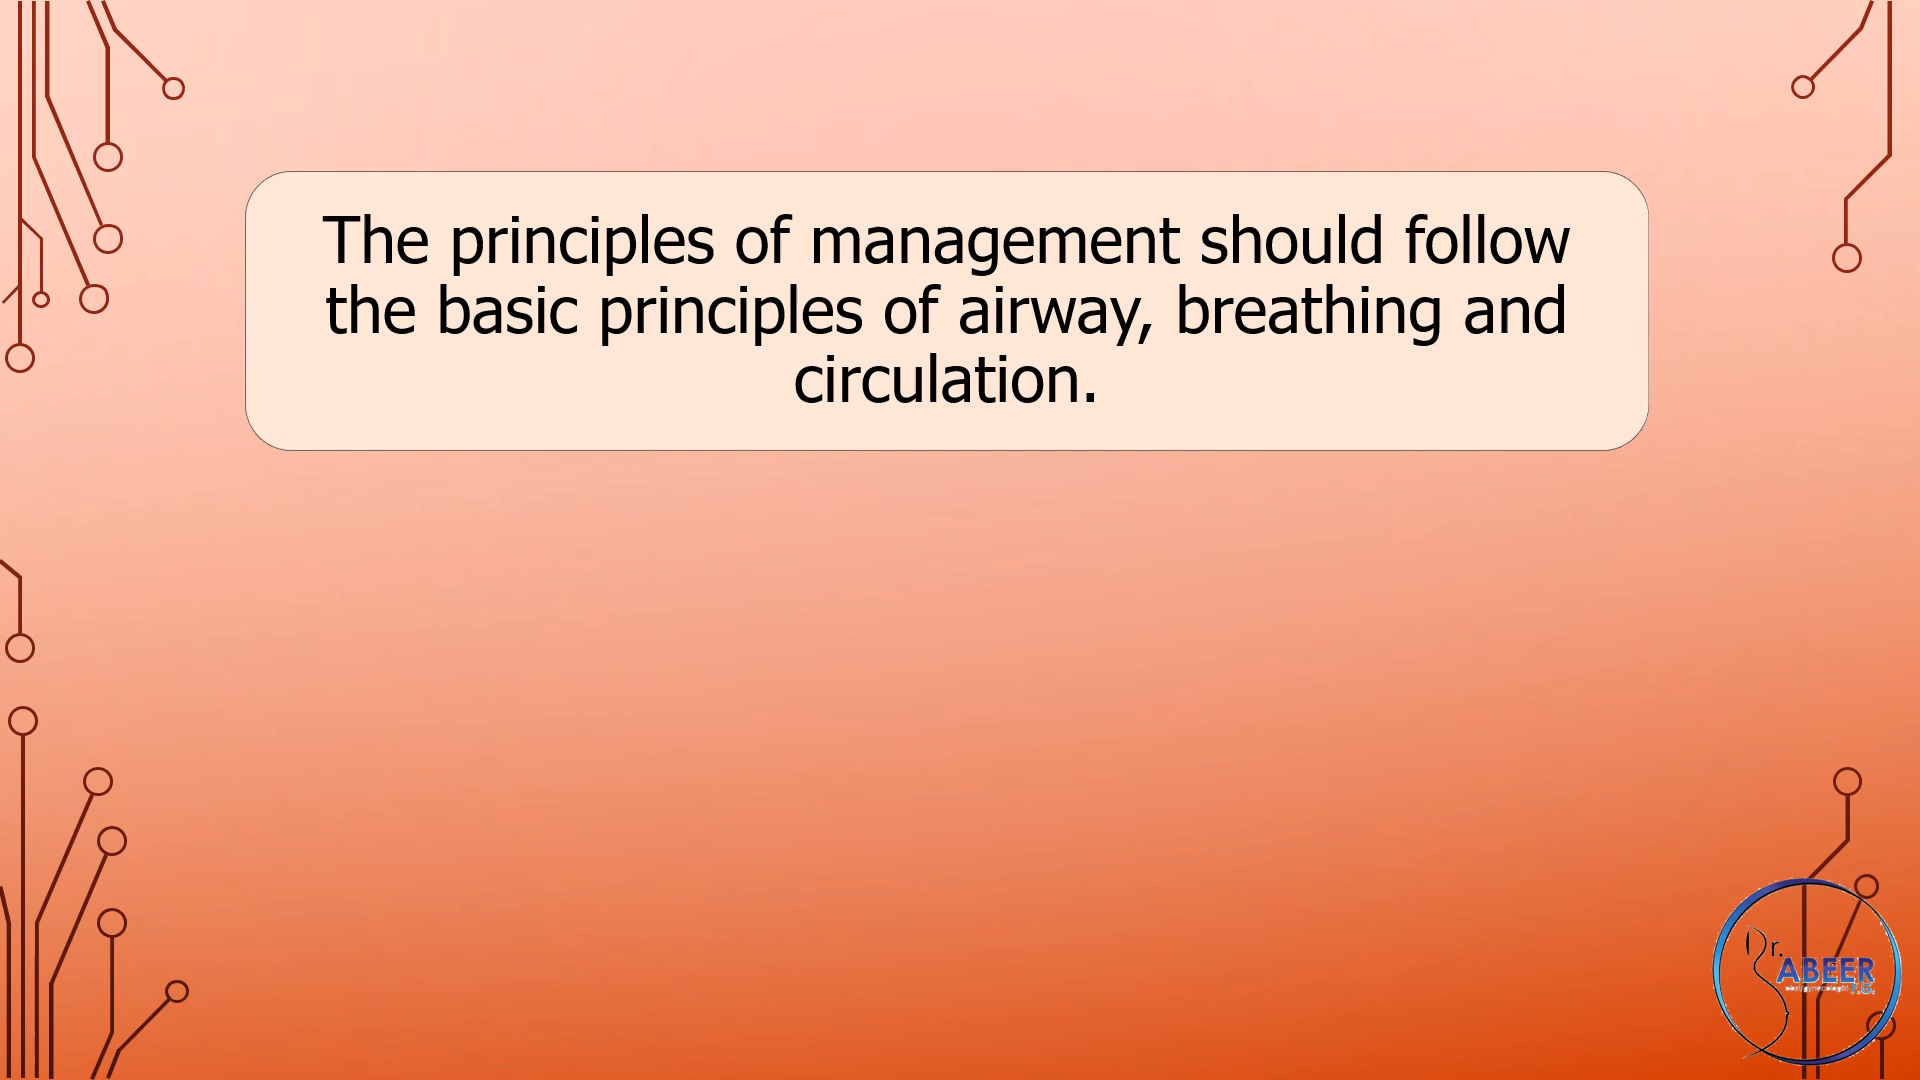 The principles of management should follow
the basic principles of airway, breathing and
circulation.
Dr.
ABEER
F.G.